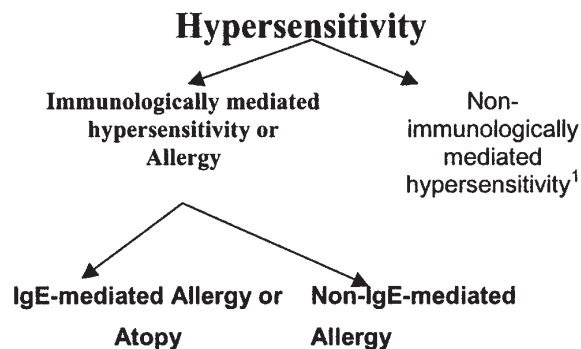 Hypersensitivity
Immunologically mediated
hypersensitivity or
Allergy
Non-
immunologically
mediated
hypersensitivity¹
IgE-mediated Allergy or
Atopy
Non-IgE-mediated
Allergy